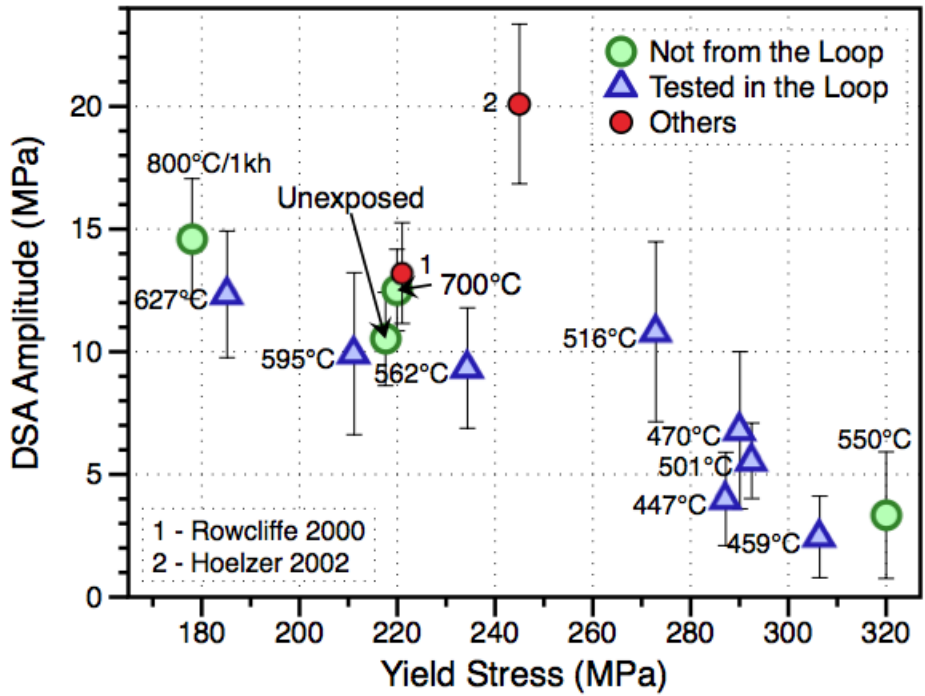 DSA Amplitude (MPa)
20
15
10
5
0
Not from the Loop
Tested in the Loop
Others
2
800°C/1kh
Unexposed
1
700°C
627°C
595°C
562°C
516°C
470°C
501°C
447°C
459°C
550°C
1 - Rowcliffe 2000
2 - Hoelzer 2002
180 200 220 240 260 280 300 320
Yield Stress (MPa)